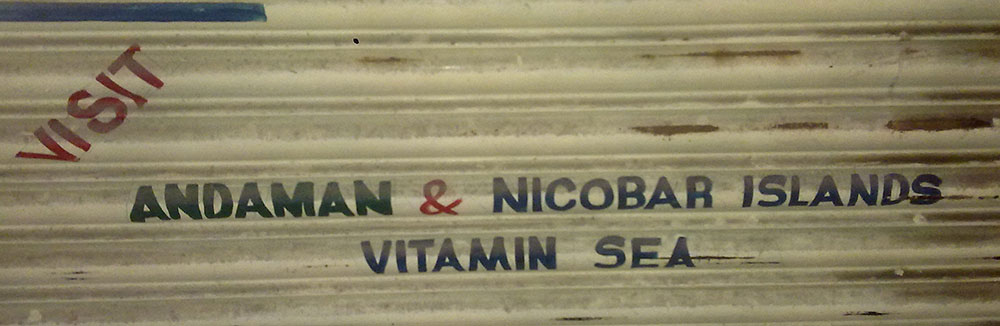 VISIT
ANDAMAN & NICOBAR ISLANDS
VITAMIN SEA